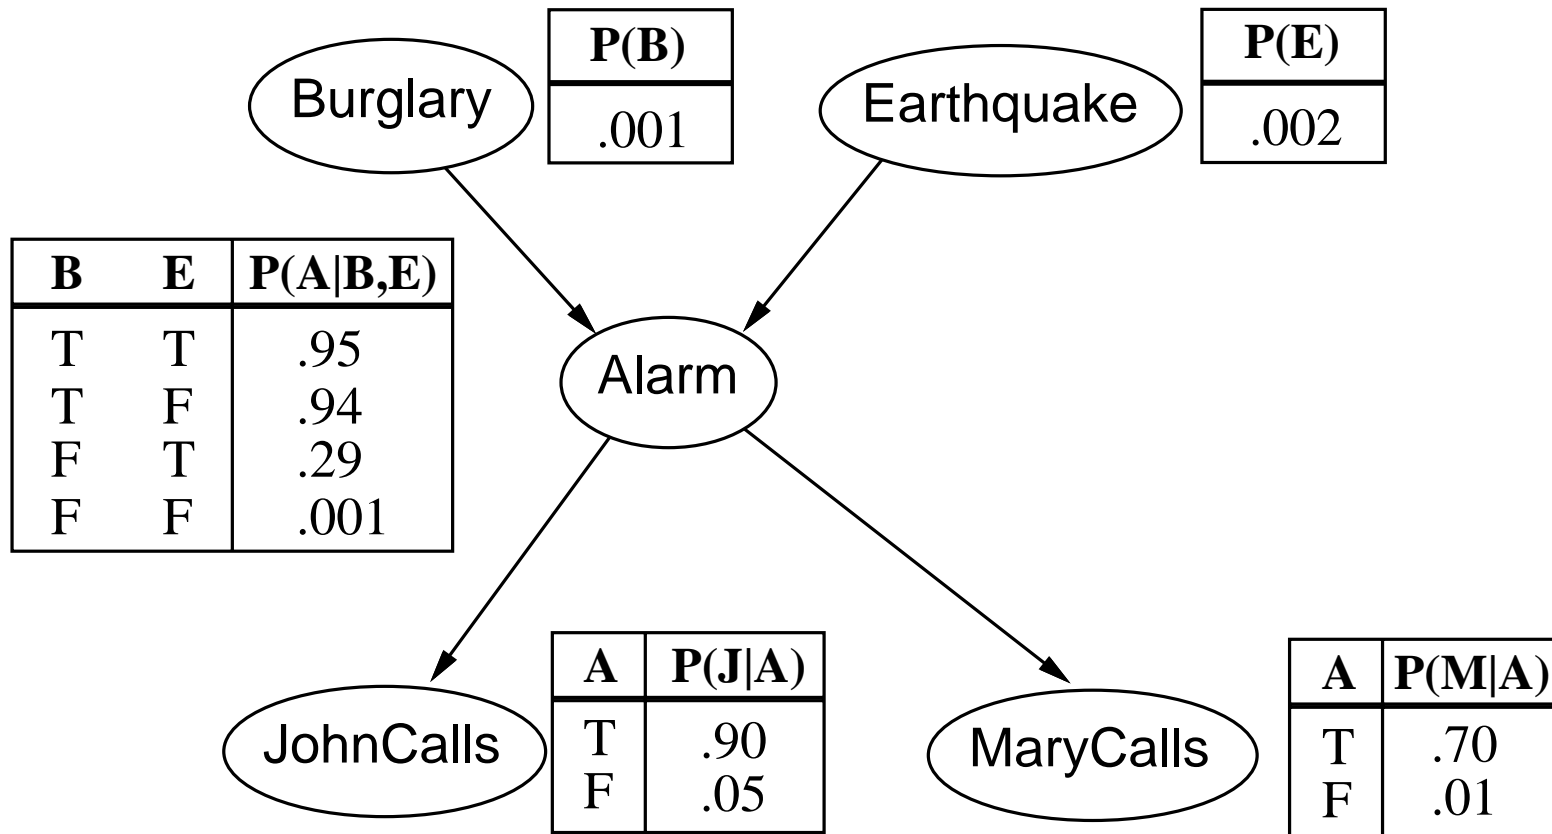 Burglary
P(B)
.001
Earthquake
P(E)
.002
B E P(A|B,E)
T T .95
T F .94
F T .29
F F .001
Alarm
JohnCalls
A P(J|A)
T .90
F .05
MaryCalls
A P(M|A)
T .70
F .01